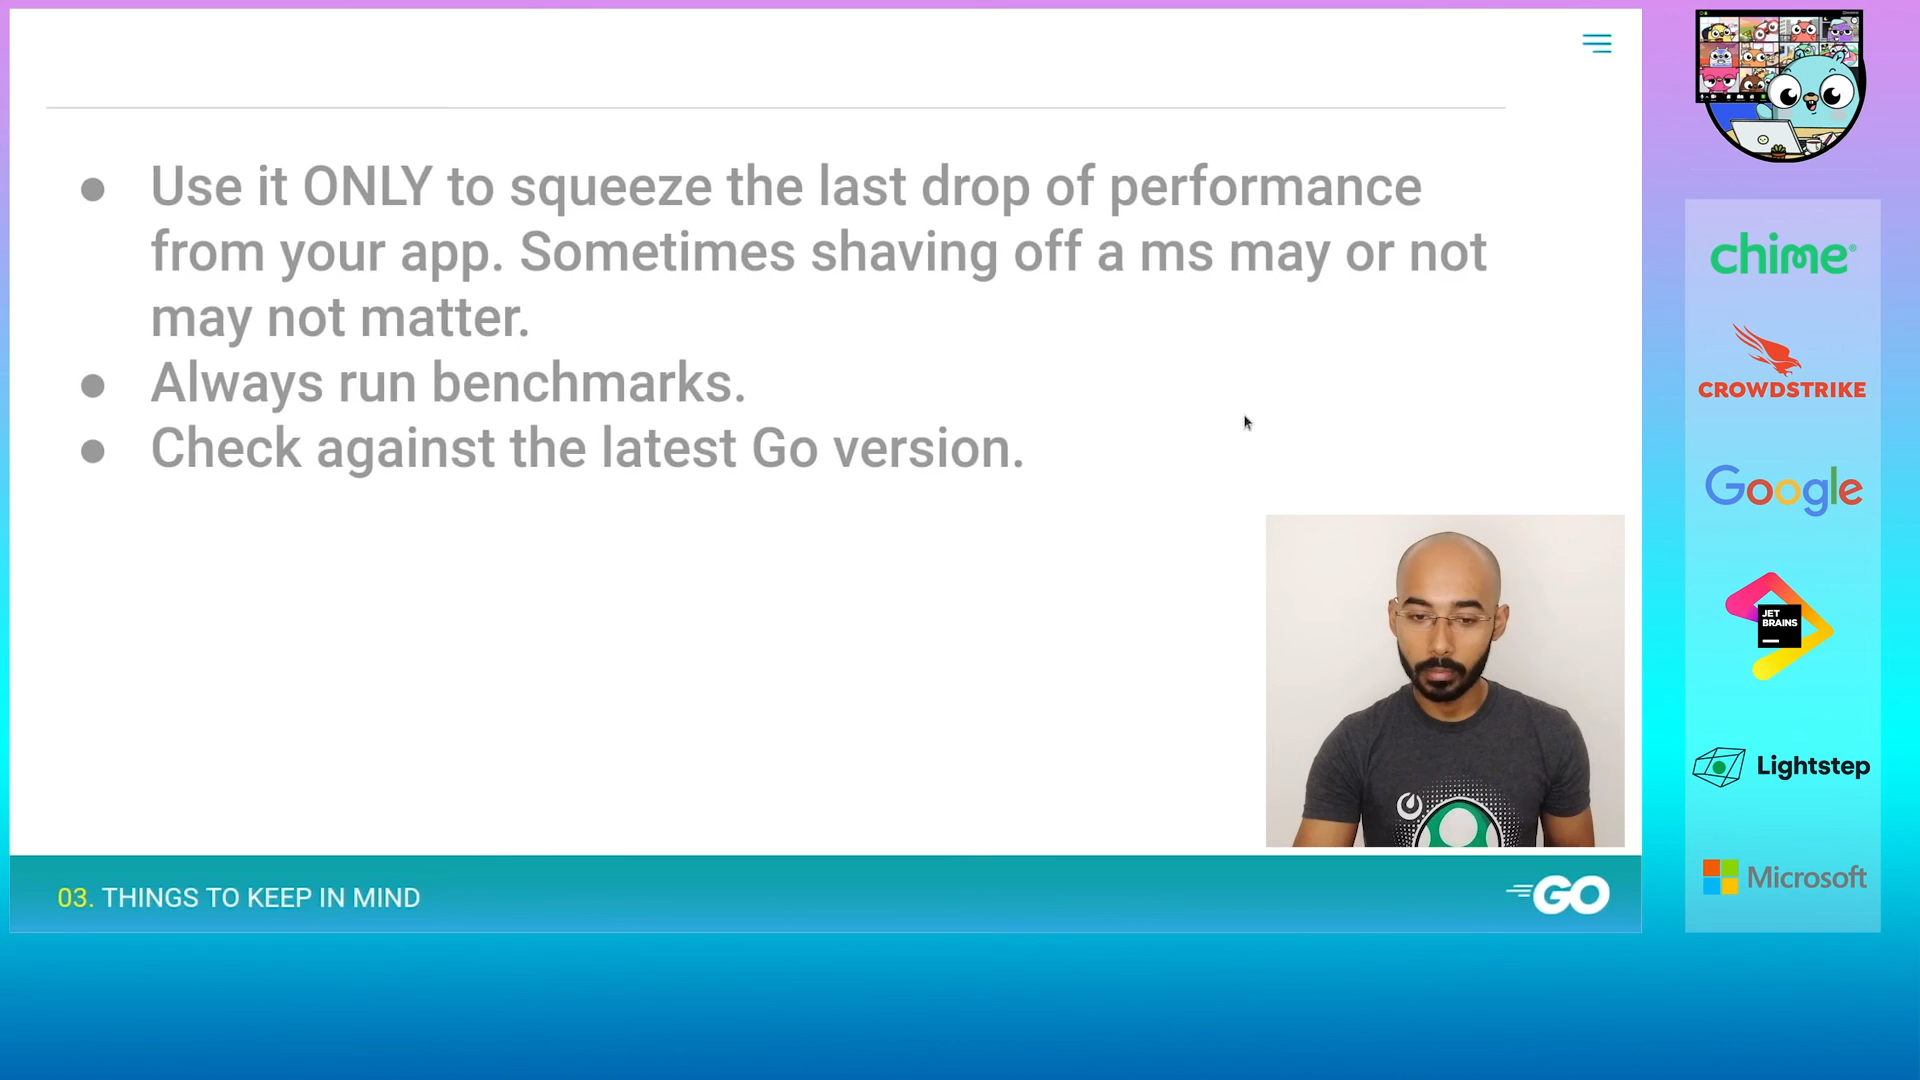 Use it ONLY to squeeze the last drop of performance
from your app. Sometimes shaving off a ms may or not
may not matter.
Always run benchmarks.
Check against the latest Go version.
03. THINGS TO KEEP IN MIND
GO
chime
CROWDSTRIKE
Google
JET
BRAINS
Lightstep
Microsoft